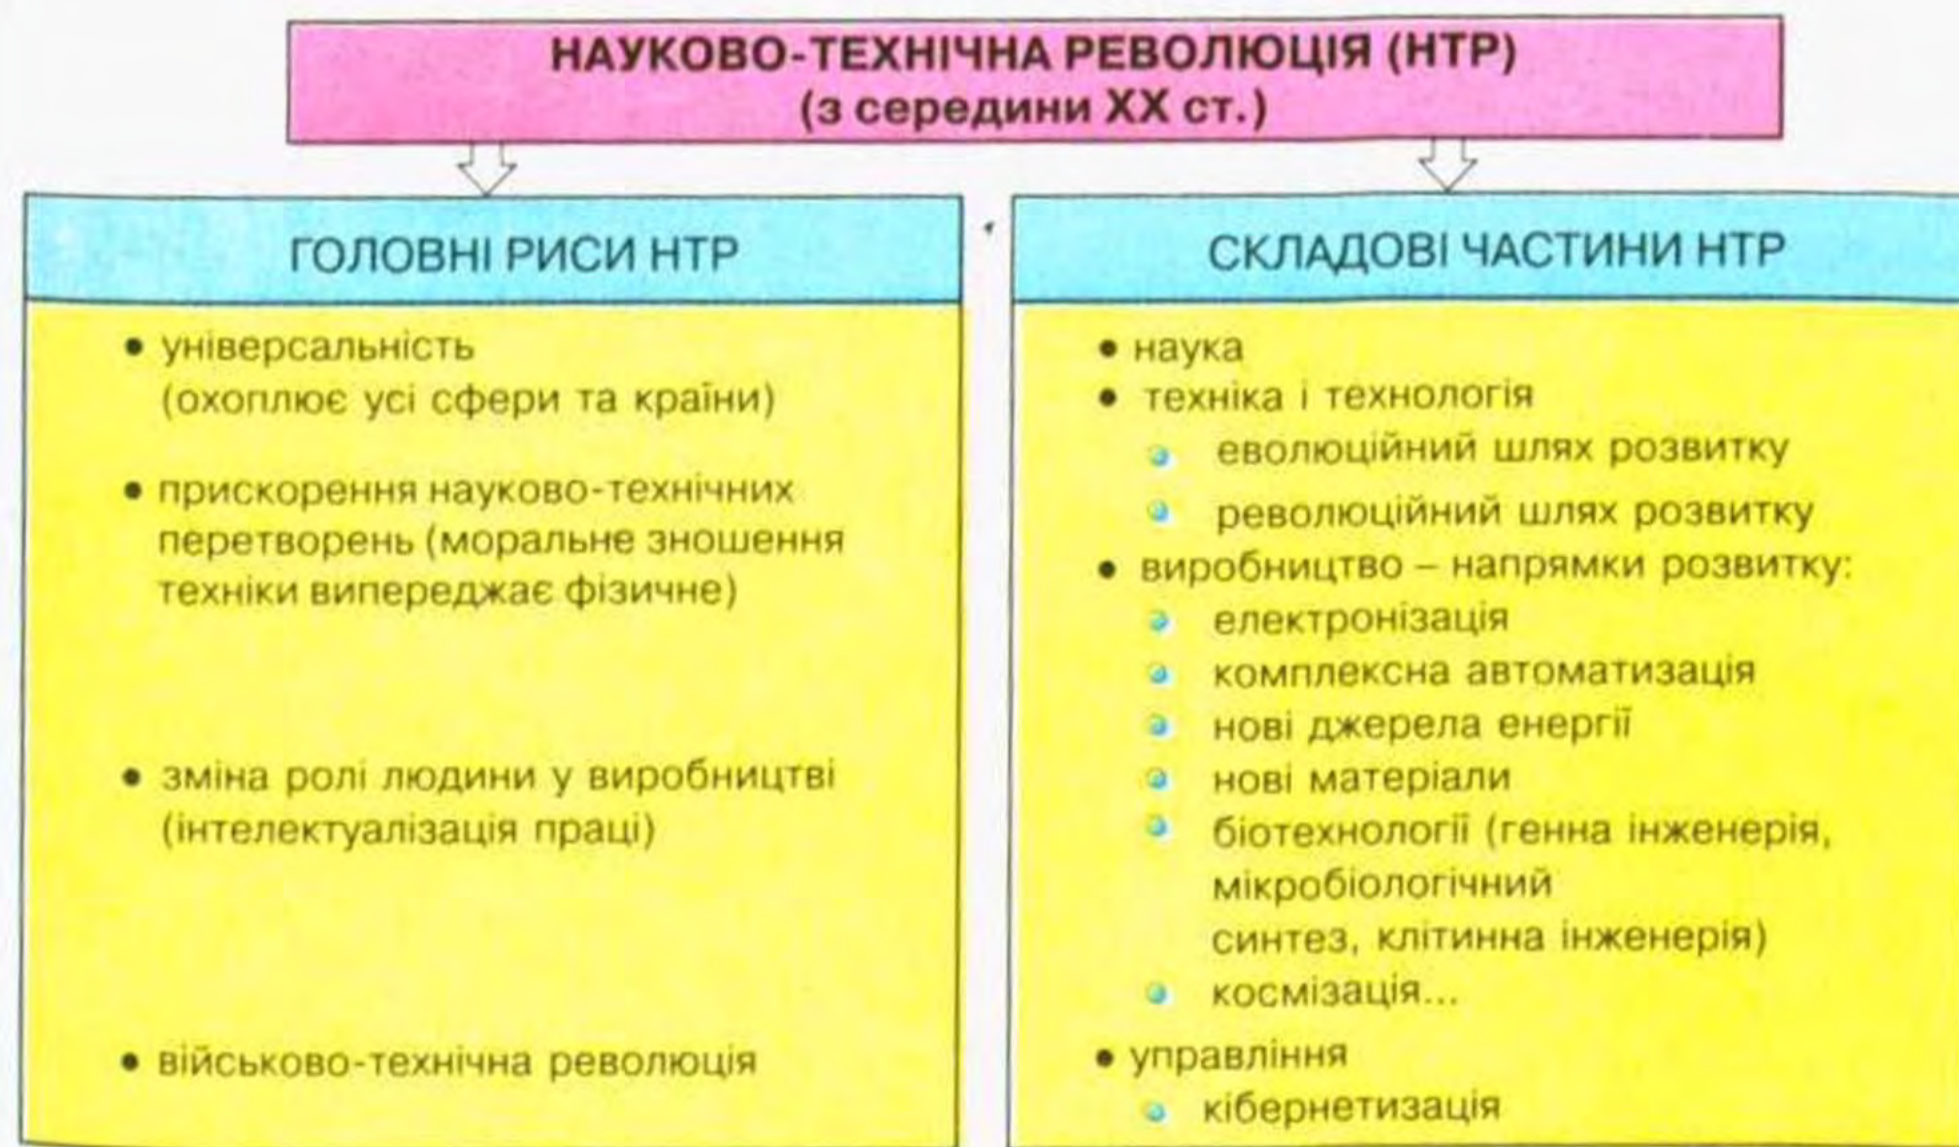 НАУКОВО-ТЕХНІЧНА РЕВОЛЮЦІЯ (НТР)
(з середини ХХ ст.)
ГОЛОВНІ РИСИ НТР
• універсальність
(охоплює усі сфери та країни)
• прискорення науково-технічних
перетворень (моральне зношення
техніки випереджає фізичне)
• зміна ролі людини у виробництві
(інтелектуалізація праці)
• військово-технічна революція
СКЛАДОВІ ЧАСТИНИ НТР
• наука
• техніка і технологія
еволюційний шлях розвитку
революційний шлях розвитку
• виробництво – напрямки розвитку:
електронізація
комплексна автоматизація
нові джерела енергії
нові матеріали
біотехнології (генна інженерія,
мікробіологічний
синтез, клітинна інженерія)
космізація...
• управління
кібернетизація